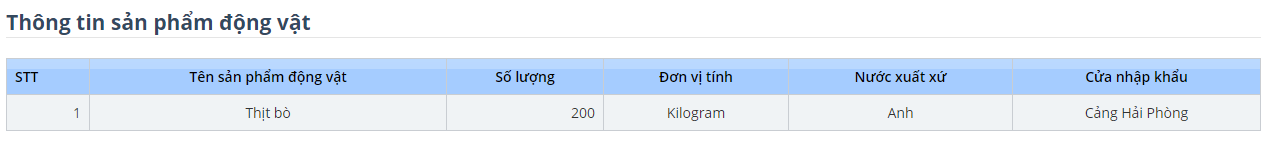 Thông tin sản phẩm động vật
STT Tên sản phẩm động vật Số lượng Đơn vị tính Nước xuất xứ Cửa nhập khẩu
1 Thịt bò 200 Kilogram Anh Cảng Hải Phòng